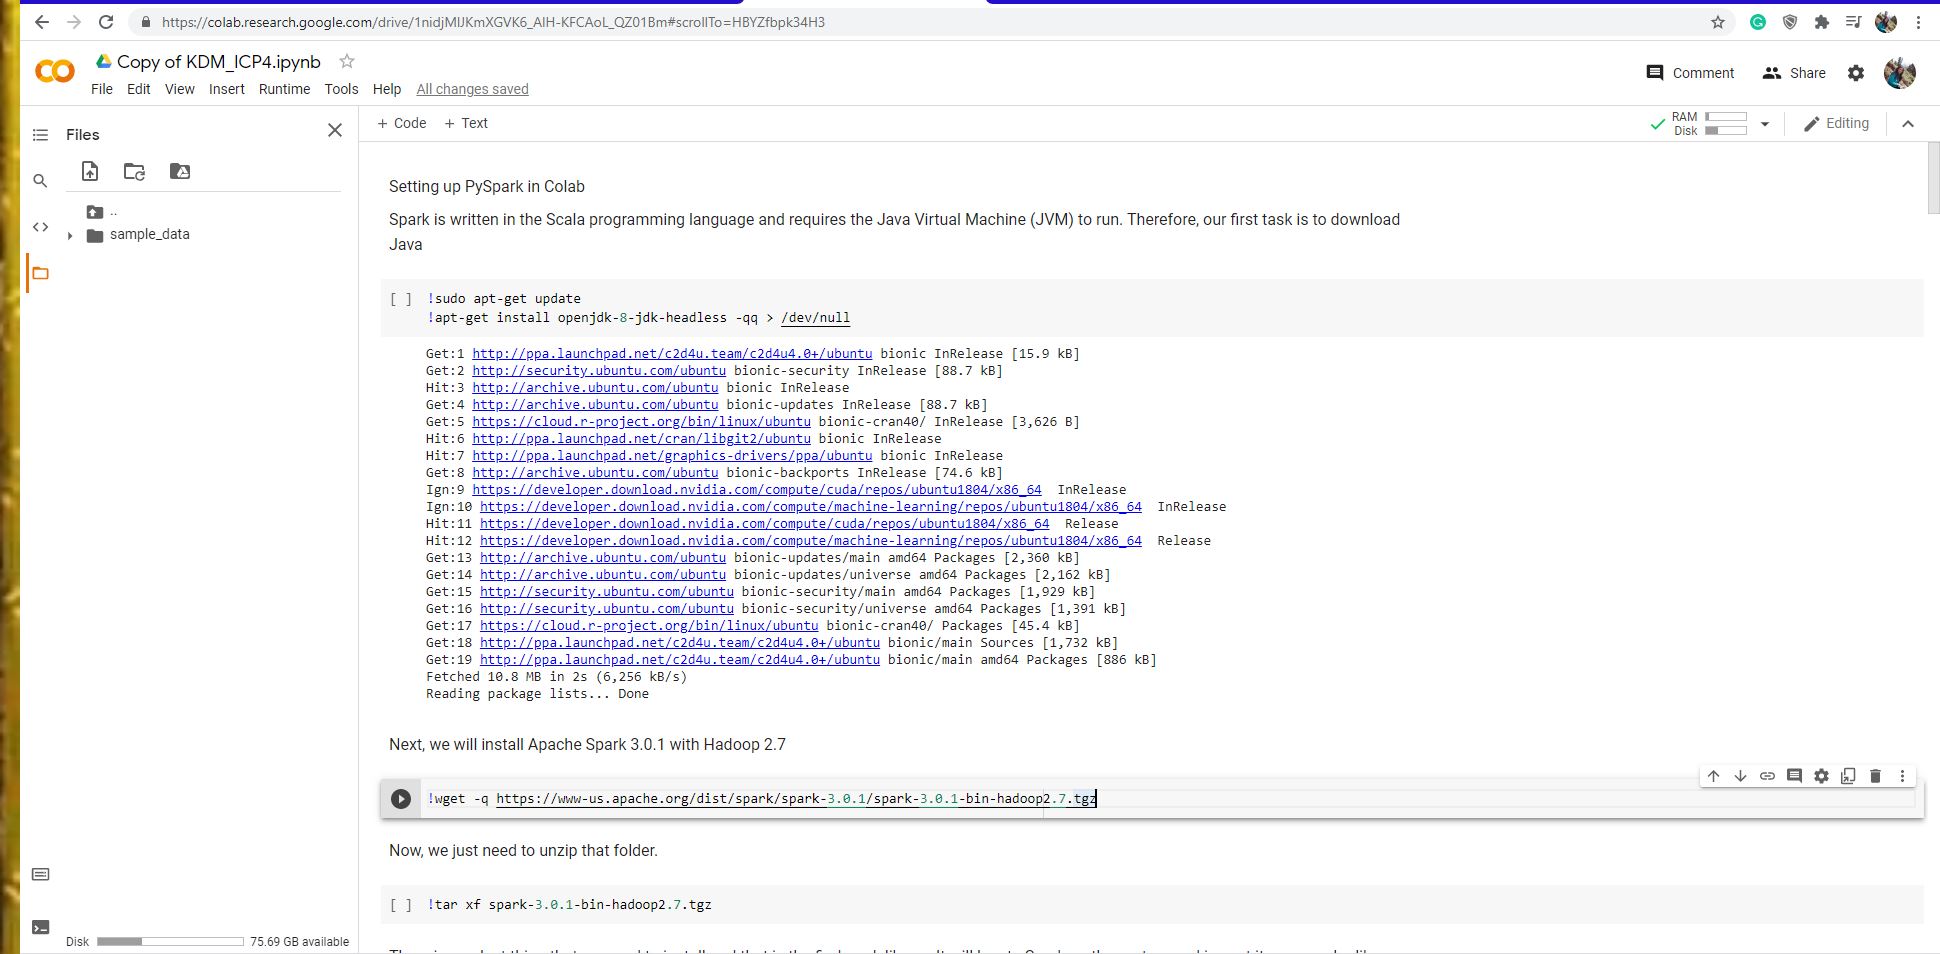 https://colab.research.google.com/drive/1nidjMIJKmXGVK6_AIH-KFCAoL_QZ01Bm#scrollTo=HBYZfbpk34H3
Copy of KDM_ICP4.ipynb
Comment Share
File Edit View Insert Runtime Tools Help All changes saved
Files
+ Code + Text
RAM
Disk
Editing
..
sample_data
Setting up PySpark in Colab
Spark is written in the Scala programming language and requires the Java Virtual Machine (JVM) to run. Therefore, our first task is to download
Java
[ ] !sudo apt-get update
!apt-get install openjdk-8-jdk-headless -qq > /dev/null
Get:1 http://ppa.launchpad.net/c2d4u.team/c2d4u4.0+/ubuntu bionic InRelease [15.9 kB]
Get:2 http://security.ubuntu.com/ubuntu bionic-security InRelease [88.7 kB]
Hit:3 http://archive.ubuntu.com/ubuntu bionic InRelease
Get:4 http://archive.ubuntu.com/ubuntu bionic-updates InRelease [88.7 kB]
Get:5 https://cloud.r-project.org/bin/linux/ubuntu bionic-cran40/ InRelease [3,626 B]
Hit:6 http://ppa.launchpad.net/cran/libgit2/ubuntu bionic InRelease
Hit:7 http://ppa.launchpad.net/graphics-drivers/ppa/ubuntu bionic InRelease
Get:8 http://archive.ubuntu.com/ubuntu bionic-backports InRelease [74.6 kB]
Ign:9 https://developer.download.nvidia.com/compute/cuda/repos/ubuntu1804/x86_64 InRelease
Ign:10 https://developer.download.nvidia.com/compute/machine-learning/repos/ubuntu1804/x86_64 InRelease
Hit:11 https://developer.download.nvidia.com/compute/cuda/repos/ubuntu1804/x86_64 Release
Hit:12 https://developer.download.nvidia.com/compute/machine-learning/repos/ubuntu1804/x86_64 Release
Get:13 http://archive.ubuntu.com/ubuntu bionic-updates/main amd64 Packages [2,360 kB]
Get:14 http://archive.ubuntu.com/ubuntu bionic-updates/universe amd64 Packages [2,162 kB]
Get:15 http://security.ubuntu.com/ubuntu bionic-security/main amd64 Packages [1,929 kB]
Get:16 http://security.ubuntu.com/ubuntu bionic-security/universe amd64 Packages [1,391 kB]
Get:17 https://cloud.r-project.org/bin/linux/ubuntu bionic-cran40/ Packages [45.4 kB]
Get:18 http://ppa.launchpad.net/c2d4u.team/c2d4u4.0+/ubuntu bionic/main Sources [1,732 kB]
Get:19 http://ppa.launchpad.net/c2d4u.team/c2d4u4.0+/ubuntu bionic/main amd64 Packages [886 kB]
Fetched 10.8 MB in 2s (6,256 kB/s)
Reading package lists... Done
Next, we will install Apache Spark 3.0.1 with Hadoop 2.7
!wget -q https://www-us.apache.org/dist/spark/spark-3.0.1/spark-3.0.1-bin-hadoop2.7.tgz
Now, we just need to unzip that folder.
[ ] !tar xf spark-3.0.1-bin-hadoop2.7.tgz
Disk 75.69 GB available